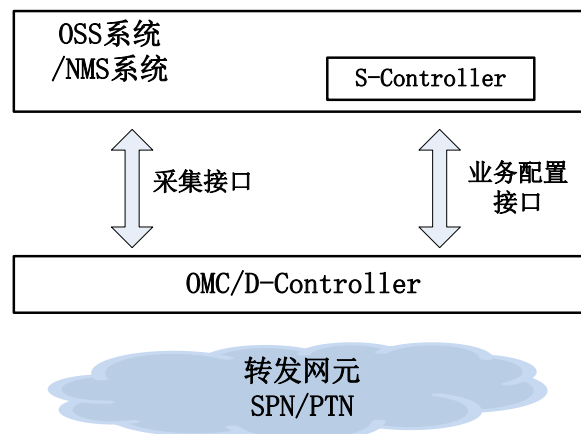 OSS系统
/NMS系统
S-Controller
采集接口
业务配置
接口
OMC/D-Controller
转发网元
SPN/PTN